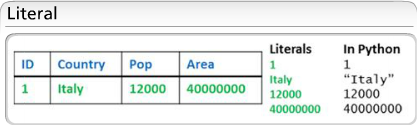 Literal
ID Country Pop Area
1 Italy 12000 40000000
Literals In Python
1 1
Italy “Italy”
12000 12000
40000000 40000000